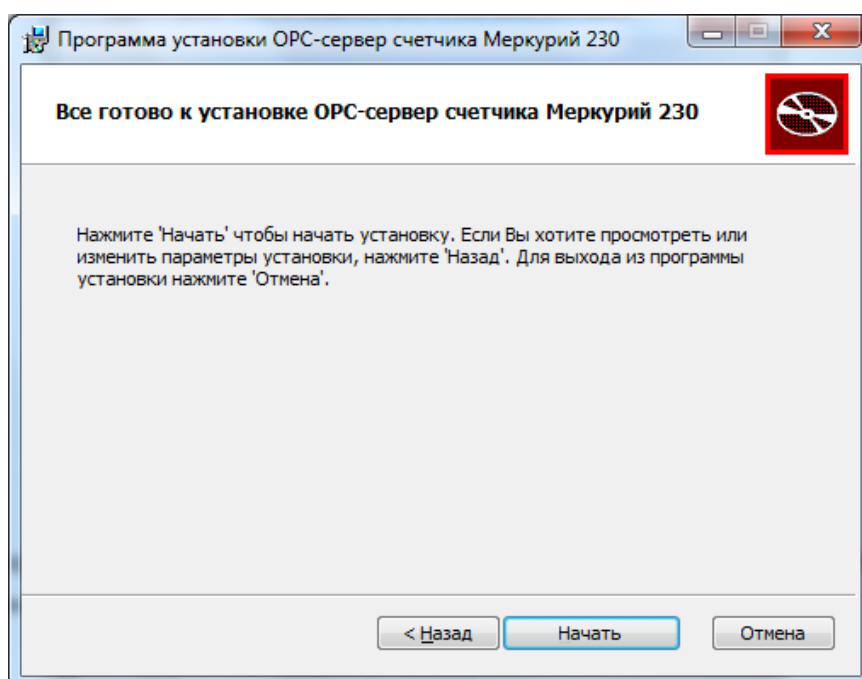 Программа установки OPC-сервер счетчика Меркурий 230
Все готово к установке OPC-сервер счетчика Меркурий 230
Нажмите 'Начать' чтобы начать установку. Если Вы хотите просмотреть или
изменить параметры установки, нажмите 'Назад'. Для выхода из программы
установки нажмите 'Отмена'.
< Назад
Начать
Отмена